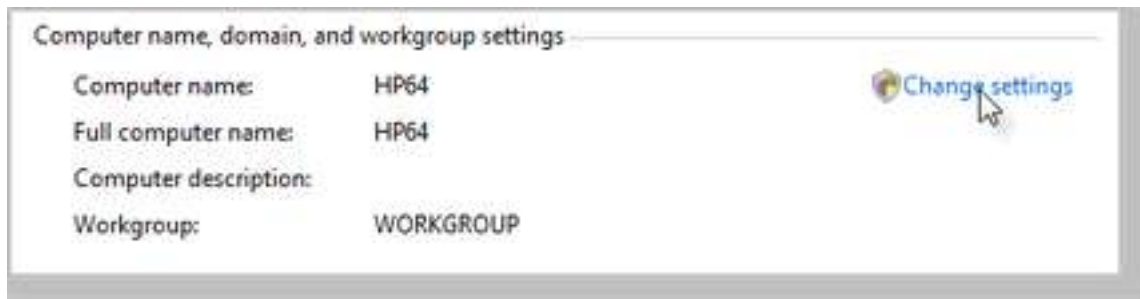 Computer name, domain, and workgroup settings
Computer name: HP64 Change settings
Full computer name: HP64
Computer description:
Workgroup: WORKGROUP